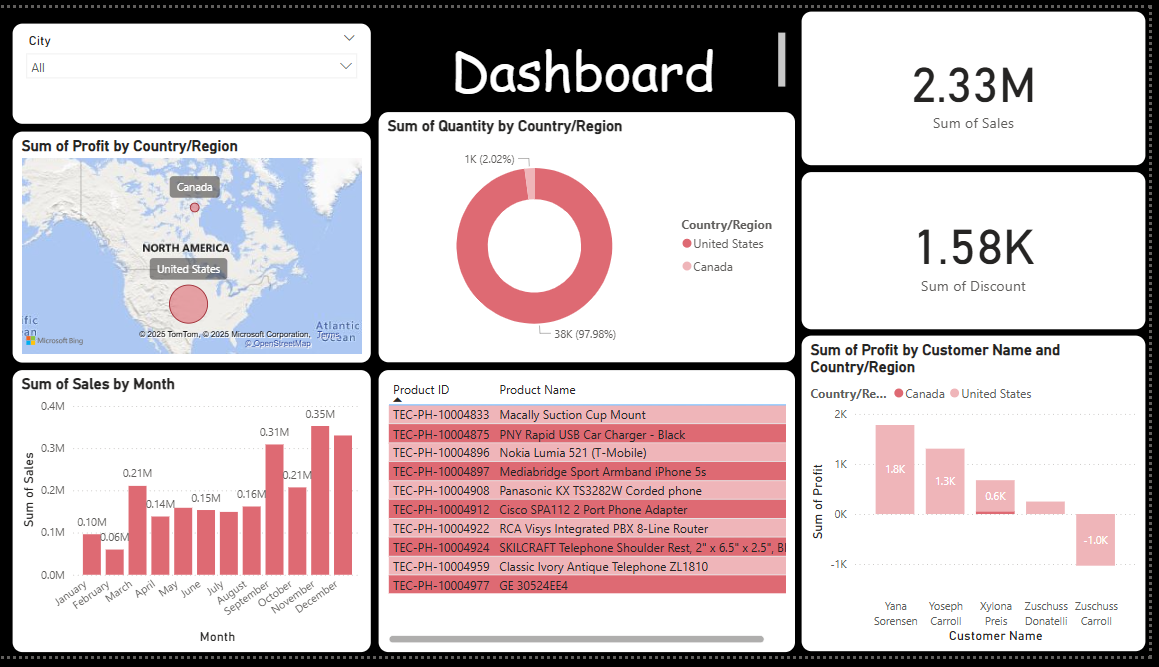 City
All
Dashboard
2.33M
Sum of Sales
Sum of Profit by Country/Region
Canada
NORTH AMERICA
United States
© 2025 TomTom, © 2025 Microsoft Corporation, Terms
© OpenStreetMap
Microsoft Bing
Atlantic
Ocean
Sum of Quantity by Country/Region
1K (2.02%)
38K (97.98%)
Country/Region
United States
Canada
1.58K
Sum of Discount
Sum of Sales by Month
Sum of Sales
0.4M
0.3M
0.2M
0.1M
0.0M
0.10M
0.06M
0.21M
0.14M
0.15M
0.16M
0.31M
0.21M
0.35M
January
February
March
April
May
June
July
August
September
October
November
December
Month
Product ID Product Name
TEC-PH-10004833 Macally Suction Cup Mount
TEC-PH-10004875 PNY Rapid USB Car Charger - Black
TEC-PH-10004896 Nokia Lumia 521 (T-Mobile)
TEC-PH-10004897 Mediabridge Sport Armband iPhone 5s
TEC-PH-10004908 Panasonic KX TS3282W Corded phone
TEC-PH-10004912 Cisco SPA112 2 Port Phone Adapter
TEC-PH-10004922 RCA Visys Integrated PBX 8-Line Router
TEC-PH-10004924 SKILCRAFT Telephone Shoulder Rest, 2" x 6.5" x 2.5",
TEC-PH-10004959 Classic Ivory Antique Telephone ZL1810
TEC-PH-10004977 GE 30524EE4
Sum of Profit by Customer Name and
Country/Region
Country/Re... Canada United States
Sum of Profit
2K
1K
0K
-1K
1.8K
1.3K
0.6K
-1.0K
Yana
Sorensen
Yoseph
Carroll
Xylona
Preis
Zuschuss
Donatelli
Zuschuss
Carroll
Customer Name